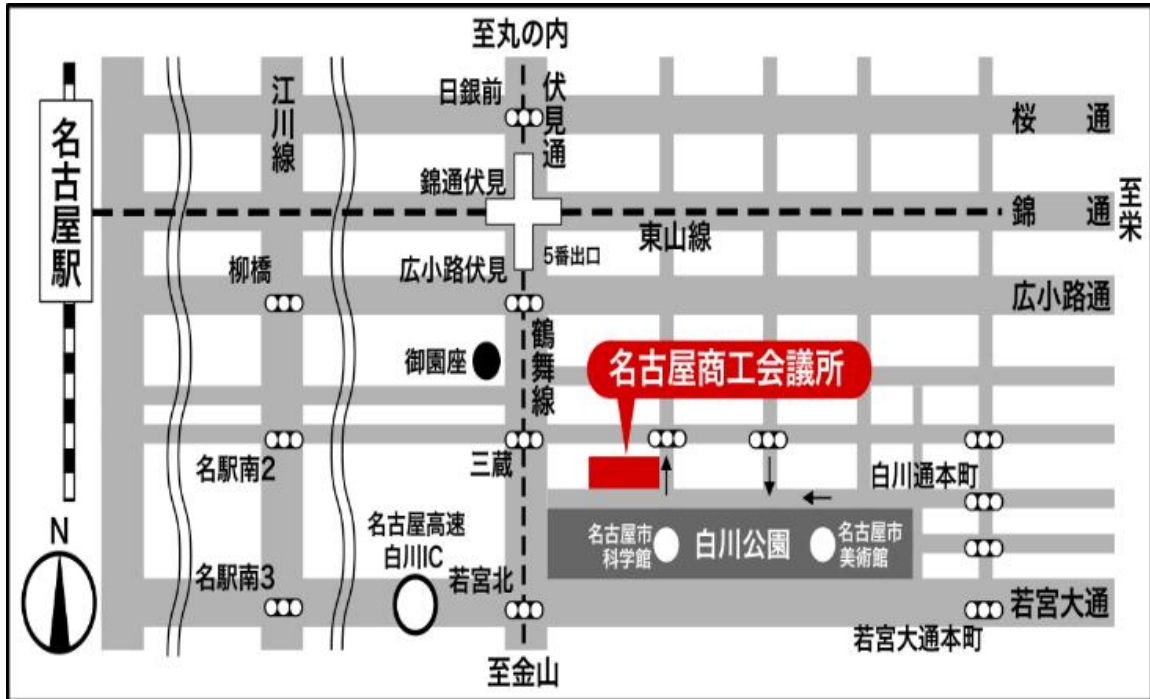 至丸の内
日銀前
伏見通
江川線
桜通
名古屋駅
錦通伏見
錦通
至栄
東山線
5番出口
柳橋
広小路伏見
広小路通
御園座
鶴舞線
名古屋商工会議所
名駅南2
三蔵
白川通本町
名古屋高速
白川IC
名古屋市
科学館
白川公園
名古屋市
美術館
N
名駅南3
若宮北
若宮大通
若宮大通本町
至金山